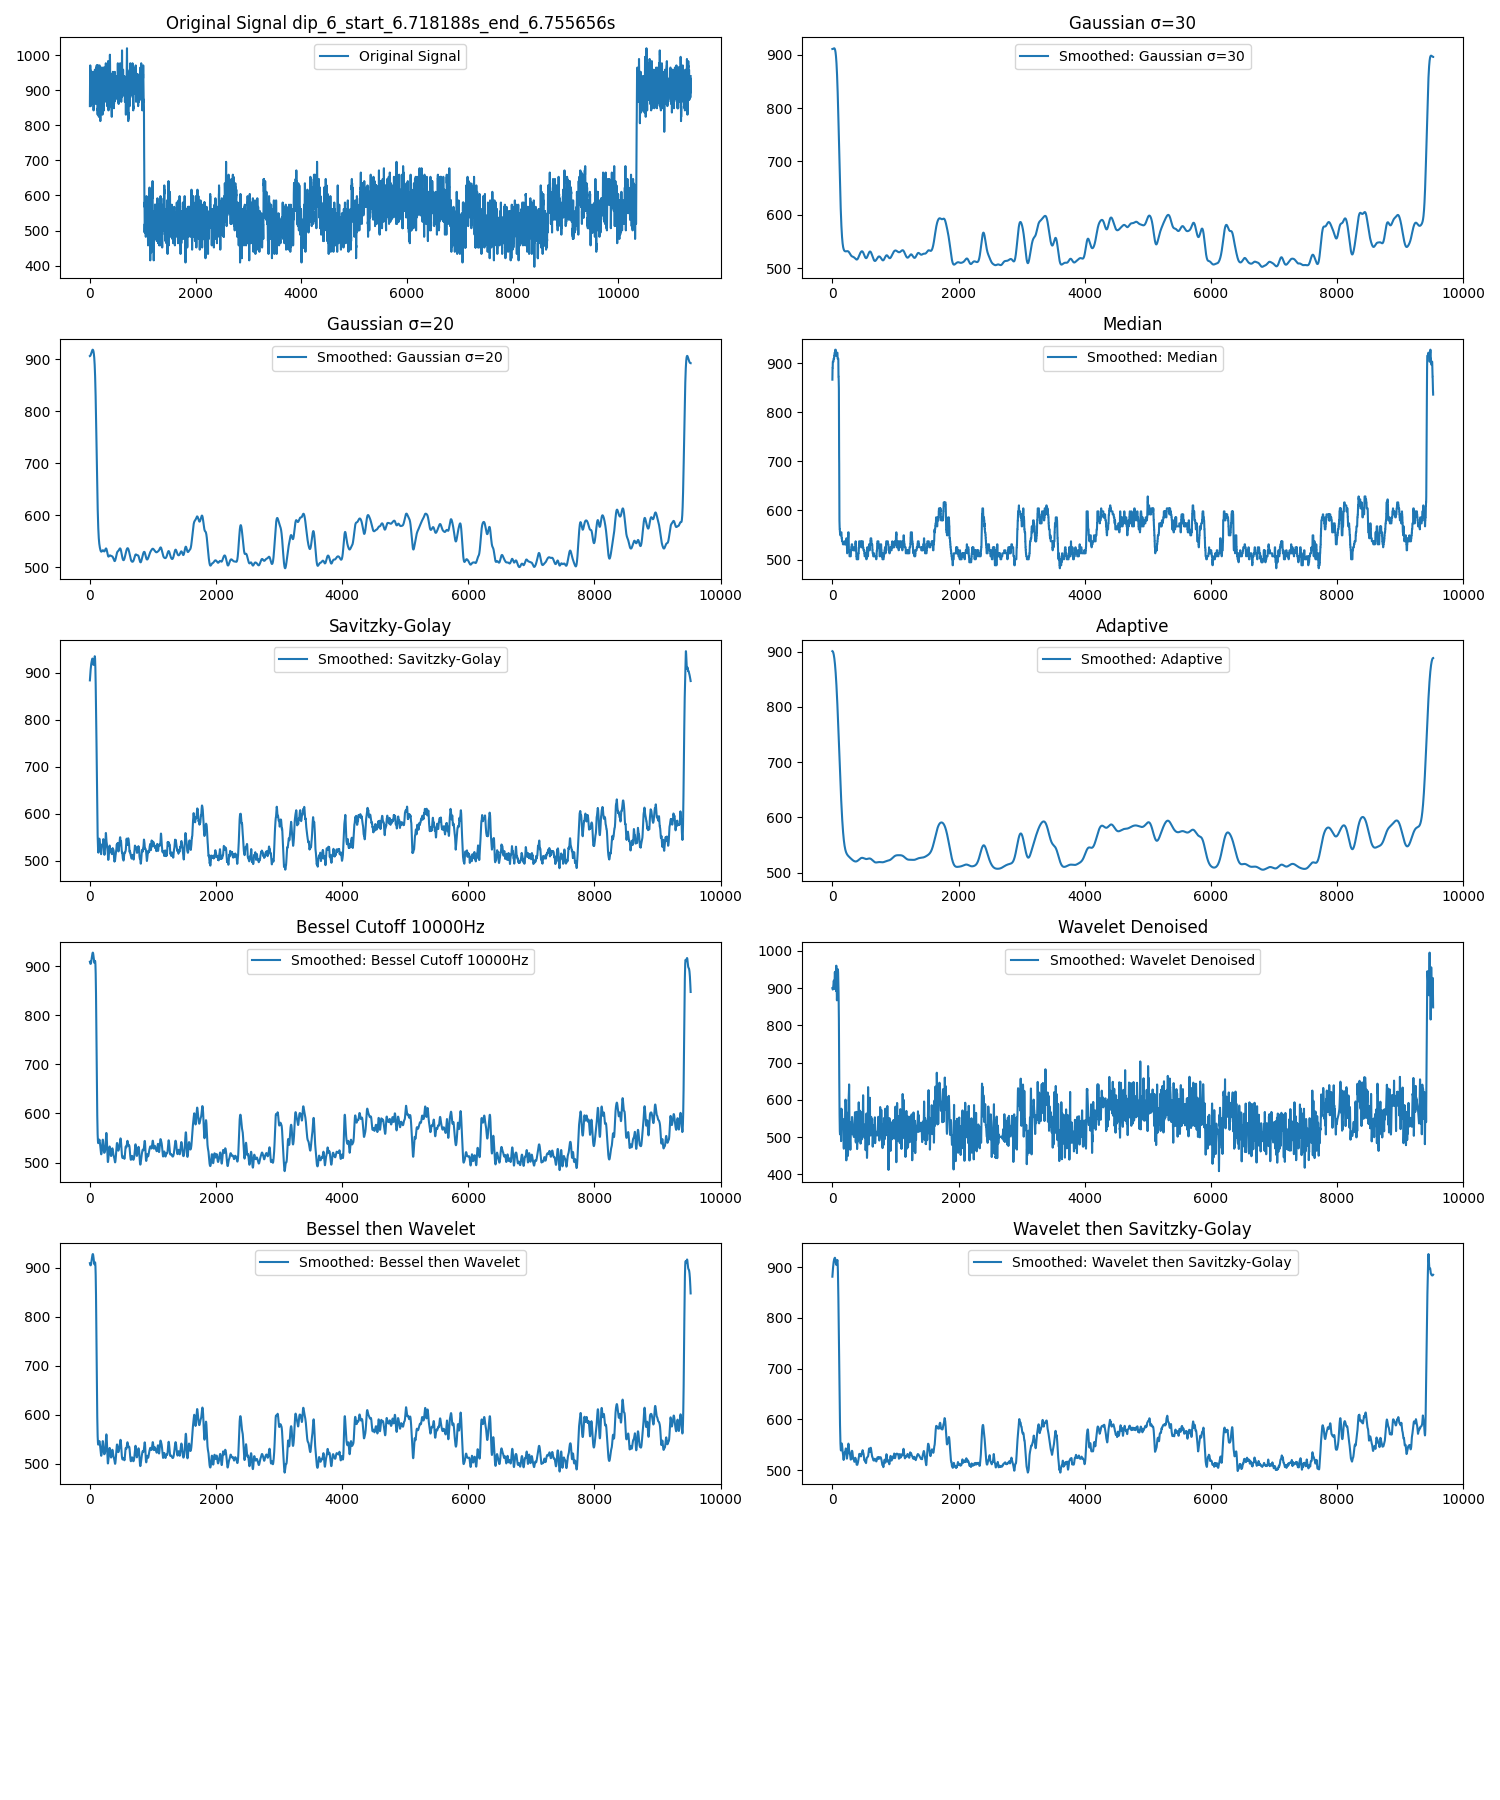 Original Signal dip_6_start_6.718188s_end_6.755656s
Original Signal
1000
900
800
700
600
500
400
0 2000 4000 6000 8000 10000
Gaussian σ=30
Smoothed: Gaussian σ=30
900
800
700
600
500
0 2000 4000 6000 8000 10000
Gaussian σ=20
Smoothed: Gaussian σ=20
900
800
700
600
500
0 2000 4000 6000 8000 10000
Median
Smoothed: Median
900
800
700
600
500
0 2000 4000 6000 8000 10000
Savitzky-Golay
Smoothed: Savitzky-Golay
900
800
700
600
500
0 2000 4000 6000 8000 10000
Adaptive
Smoothed: Adaptive
900
800
700
600
500
0 2000 4000 6000 8000 10000
Bessel Cutoff 10000Hz
Smoothed: Bessel Cutoff 10000Hz
900
800
700
600
500
0 2000 4000 6000 8000 10000
Wavelet Denoised
Smoothed: Wavelet Denoised
1000
900
800
700
600
500
400
0 2000 4000 6000 8000 10000
Bessel then Wavelet
Smoothed: Bessel then Wavelet
900
800
700
600
500
0 2000 4000 6000 8000 10000
Wavelet then Savitzky-Golay
Smoothed: Wavelet then Savitzky-Golay
900
800
700
600
500
0 2000 4000 6000 8000 10000